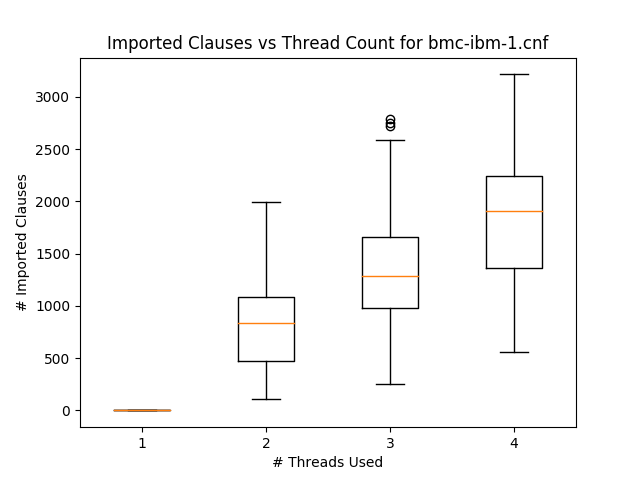 Imported Clauses vs Thread Count for bmc-ibm-1.cnf
# Imported Clauses
3000
2500
2000
1500
1000
500
0
1 2 3 4
# Threads Used